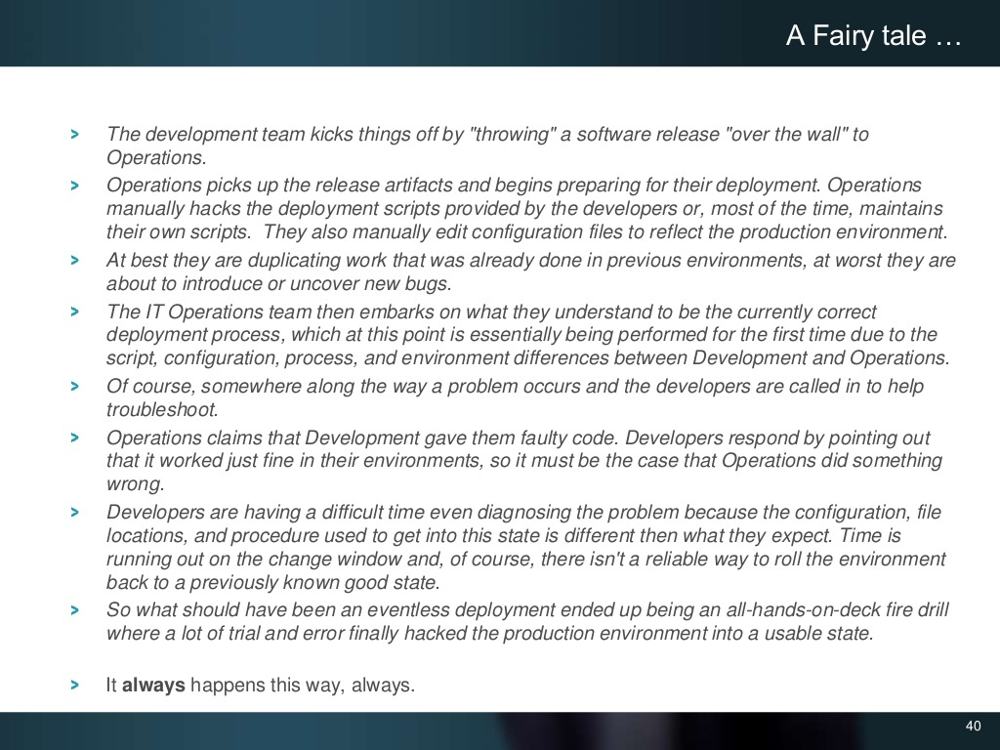 A Fairy tale …
> The development team kicks things off by "throwing" a software release "over the wall" to
Operations.
> Operations picks up the release artifacts and begins preparing for their deployment. Operations
manually hacks the deployment scripts provided by the developers or, most of the time, maintains
their own scripts.  They also manually edit configuration files to reflect the production environment.
> At best they are duplicating work that was already done in previous environments, at worst they are
about to introduce or uncover new bugs.
> The IT Operations team then embarks on what they understand to be the currently correct
deployment process, which at this point is essentially being performed for the first time due to the
script, configuration, process, and environment differences between Development and Operations.
> Of course, somewhere along the way a problem occurs and the developers are called in to help
troubleshoot.
> Operations claims that Development gave them faulty code. Developers respond by pointing out
that it worked just fine in their environments, so it must be the case that Operations did something
wrong.
> Developers are having a difficult time even diagnosing the problem because the configuration, file
locations, and procedure used to get into this state is different then what they expect. Time is
running out on the change window and, of course, there isn't a reliable way to roll the environment
back to a previously known good state.
> So what should have been an eventless deployment ended up being an all-hands-on-deck fire drill
where a lot of trial and error finally hacked the production environment into a usable state.
> It always happens this way, always.
40